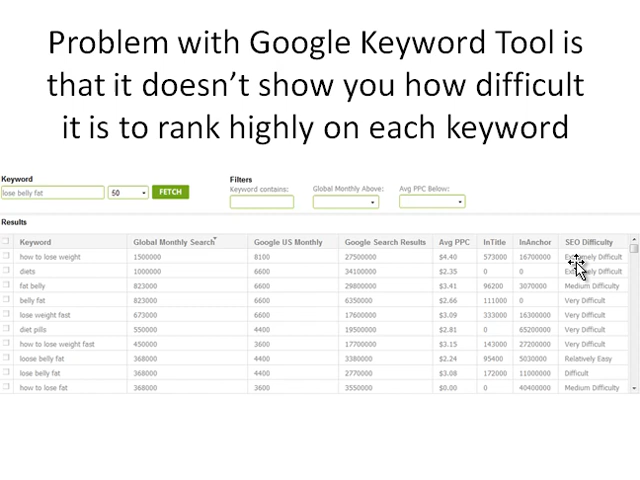 Problem with Google Keyword Tool is
that it doesn't show you how difficult
it is to rank highly on each keyword
Keyword
lose belly fat 50 FETCH
Filters
Keyword contains: Global Monthly Above: Avg PPC Below:
Results
Keyword Global Monthly Search Google US Monthly Google Search Results Avg PPC InTitle InAnchor SEO Difficulty
how to lose weight 1500000 8100 27500000 $4.40 573000 16700000 Extremely Difficult
diets 1000000 6600 34100000 $2.35 0 0 Extremely Difficult
fat belly 823000 6600 29800000 $3.41 96200 3070000 Medium Difficulty
belly fat 823000 6600 6350000 $2.66 111000 0 Very Difficult
lose weight fast 673000 6600 17600000 $3.09 333000 16300000 Very Difficult
diet pills 550000 4400 19500000 $2.81 0 65200000 Very Difficult
how to lose weight fast 450000 3600 17700000 $3.15 143000 27200000 Very Difficult
loose belly fat 368000 4400 3380000 $2.24 95400 5030000 Relatively Easy
lose belly fat 368000 4400 2770000 $3.08 172000 11000000 Difficult
how to lose fat 368000 3600 3550000 $0.00 0 40400000 Medium Difficulty